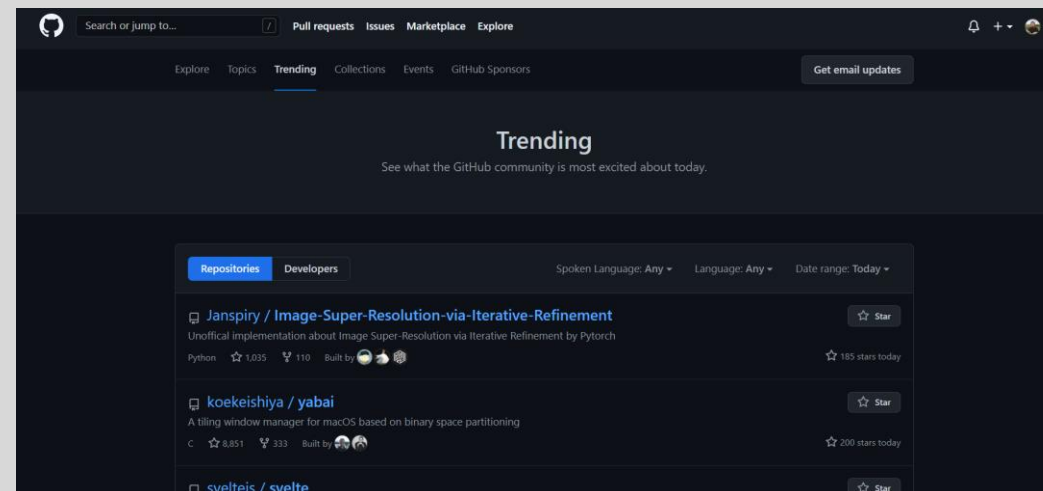 Search or jump to... / Pull requests Issues Marketplace Explore
Explore Topics Trending Collections Events GitHub Sponsors Get email updates
Trending
See what the GitHub community is most excited about today.
Repositories Developers Spoken Language: Any Language: Any Date range: Today
Janspiry / Image-Super-Resolution-via-Iterative-Refinement Star
Unoffical implementation about Image Super-Resolution via Iterative Refinement by Pytorch
Python 1,035 110 Built by 185 stars today
koekeishiya / yabai Star
A tiling window manager for macOS based on binary space partitioning
C 8,851 333 Built by 200 stars today
sveltejs / svelte Star